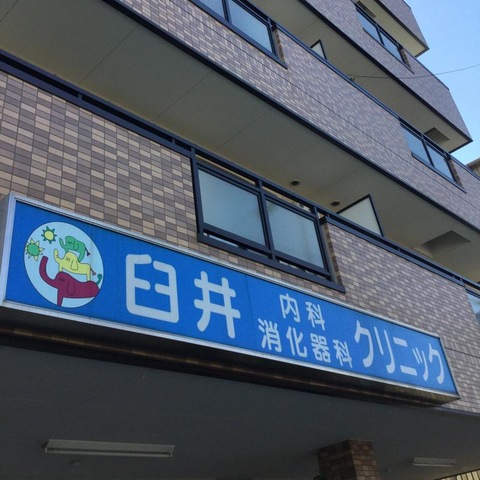 臼井
内科
消化器科
クリニック